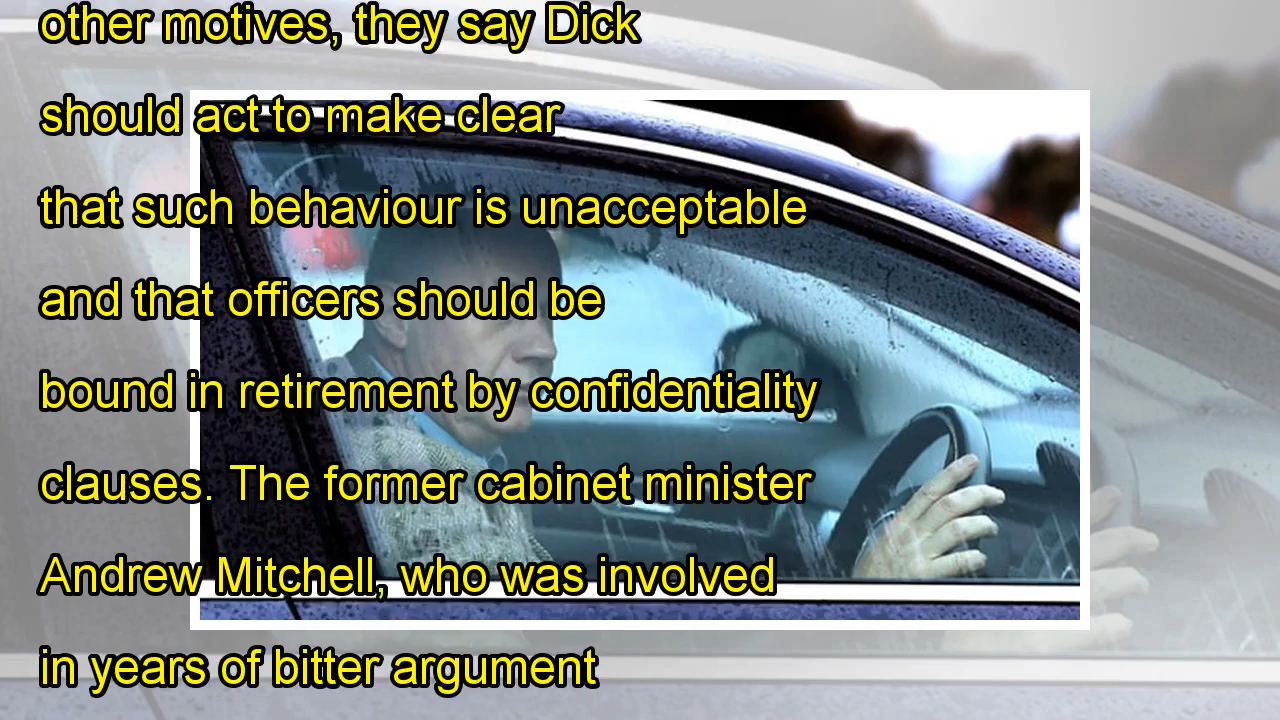 other motives, they say Dick
should act to make clear
that such behaviour is unacceptable
and that officers should be
bound in retirement by confidentiality
clauses. The former cabinet minister
Andrew Mitchell, who was involved
in years of bitter argument